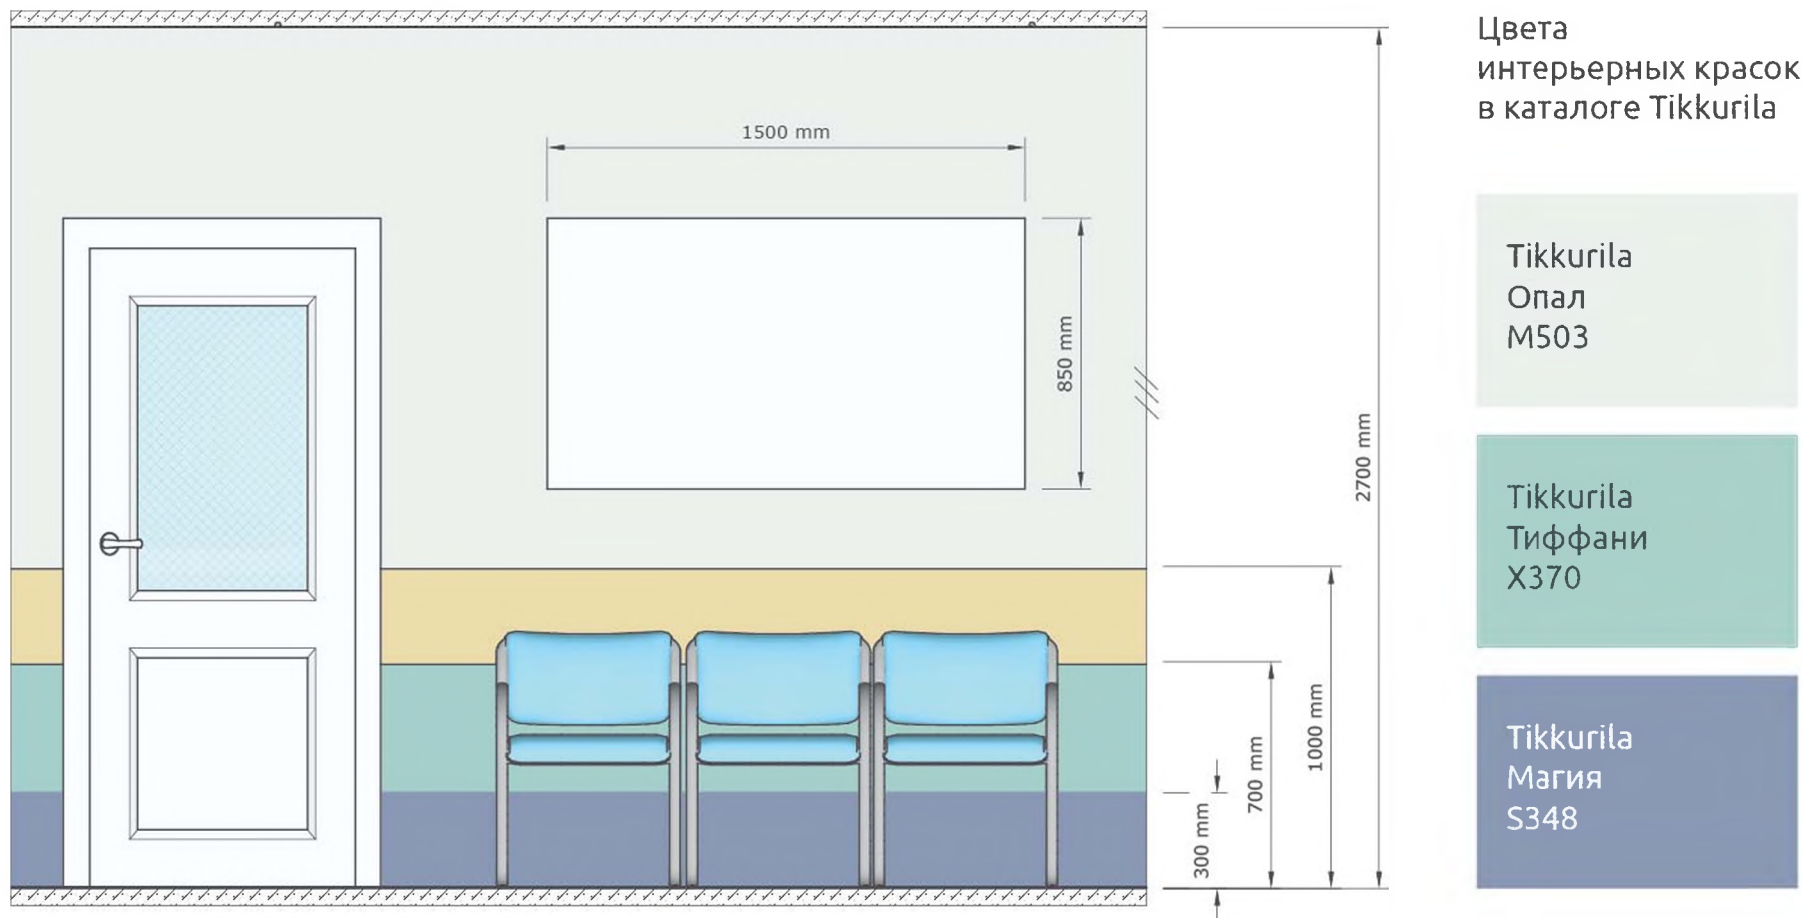 1500 mm
850 mm
2700 mm
1000 mm
700 mm
300 mm
Цвета
интерьерных красок
в каталоге Tikkurila
Tikkurila
Опал
M503
Tikkurila
Тиффани
X370
Tikkurila
Магия
S348